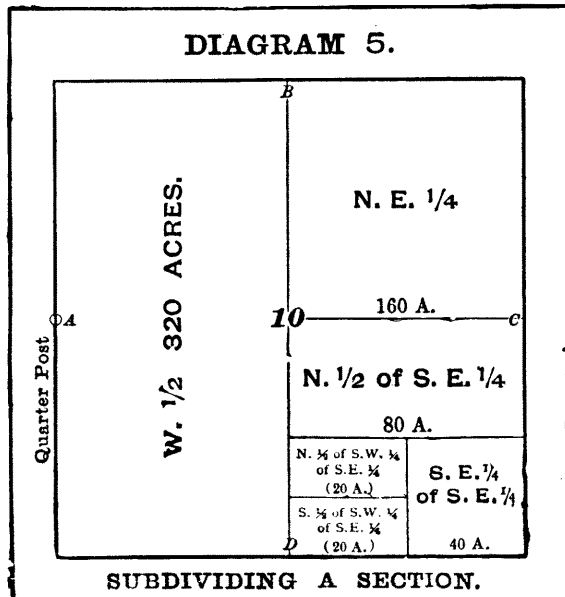 DIAGRAM 5.
B
W. 1/2 320 ACRES.
N. E. 1/4
160 A.
A
10
C
Quarter Post
N. 1/2 of S. E. 1/4
80 A.
N. 1/2 of S.W. 1/4
of S.E. 1/4
(20 A.)
S. 1/2 of S.W. 1/4
of S.E. 1/4
(20 A.)
S. E. 1/4
of S. E. 1/4
40 A.
D
SUBDIVIDING A SECTION.